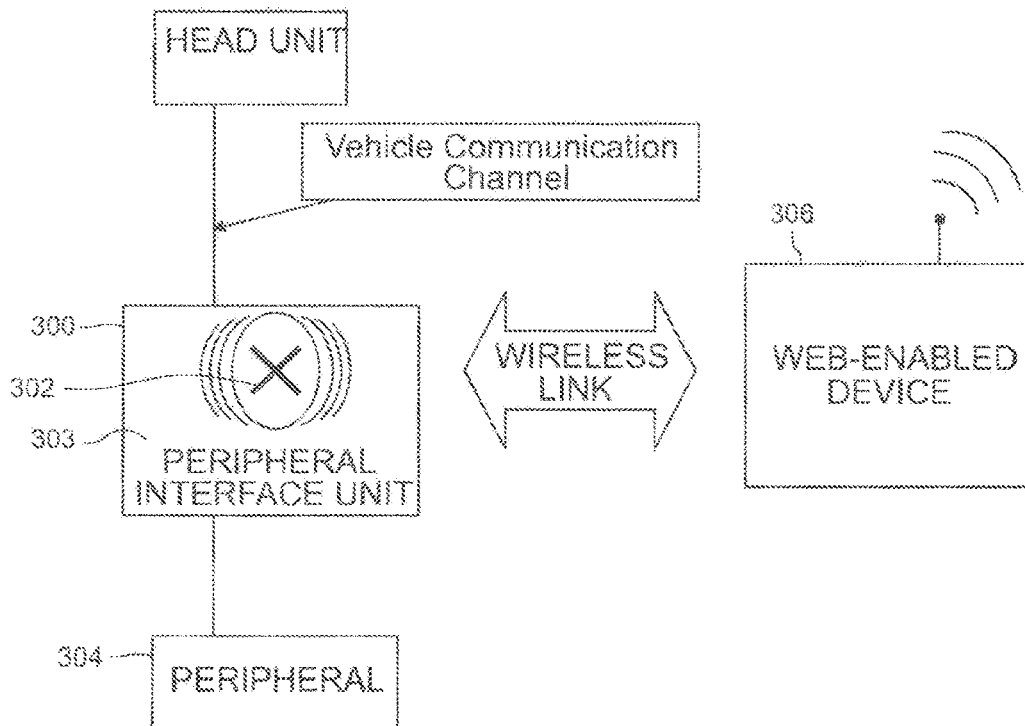 HEAD UNIT
Vehicle Communication
Channel
306
300
302
303
WIRELESS
LINK
WEB-ENABLED
DEVICE
PERIPHERAL
INTERFACE UNIT
304
PERIPHERAL